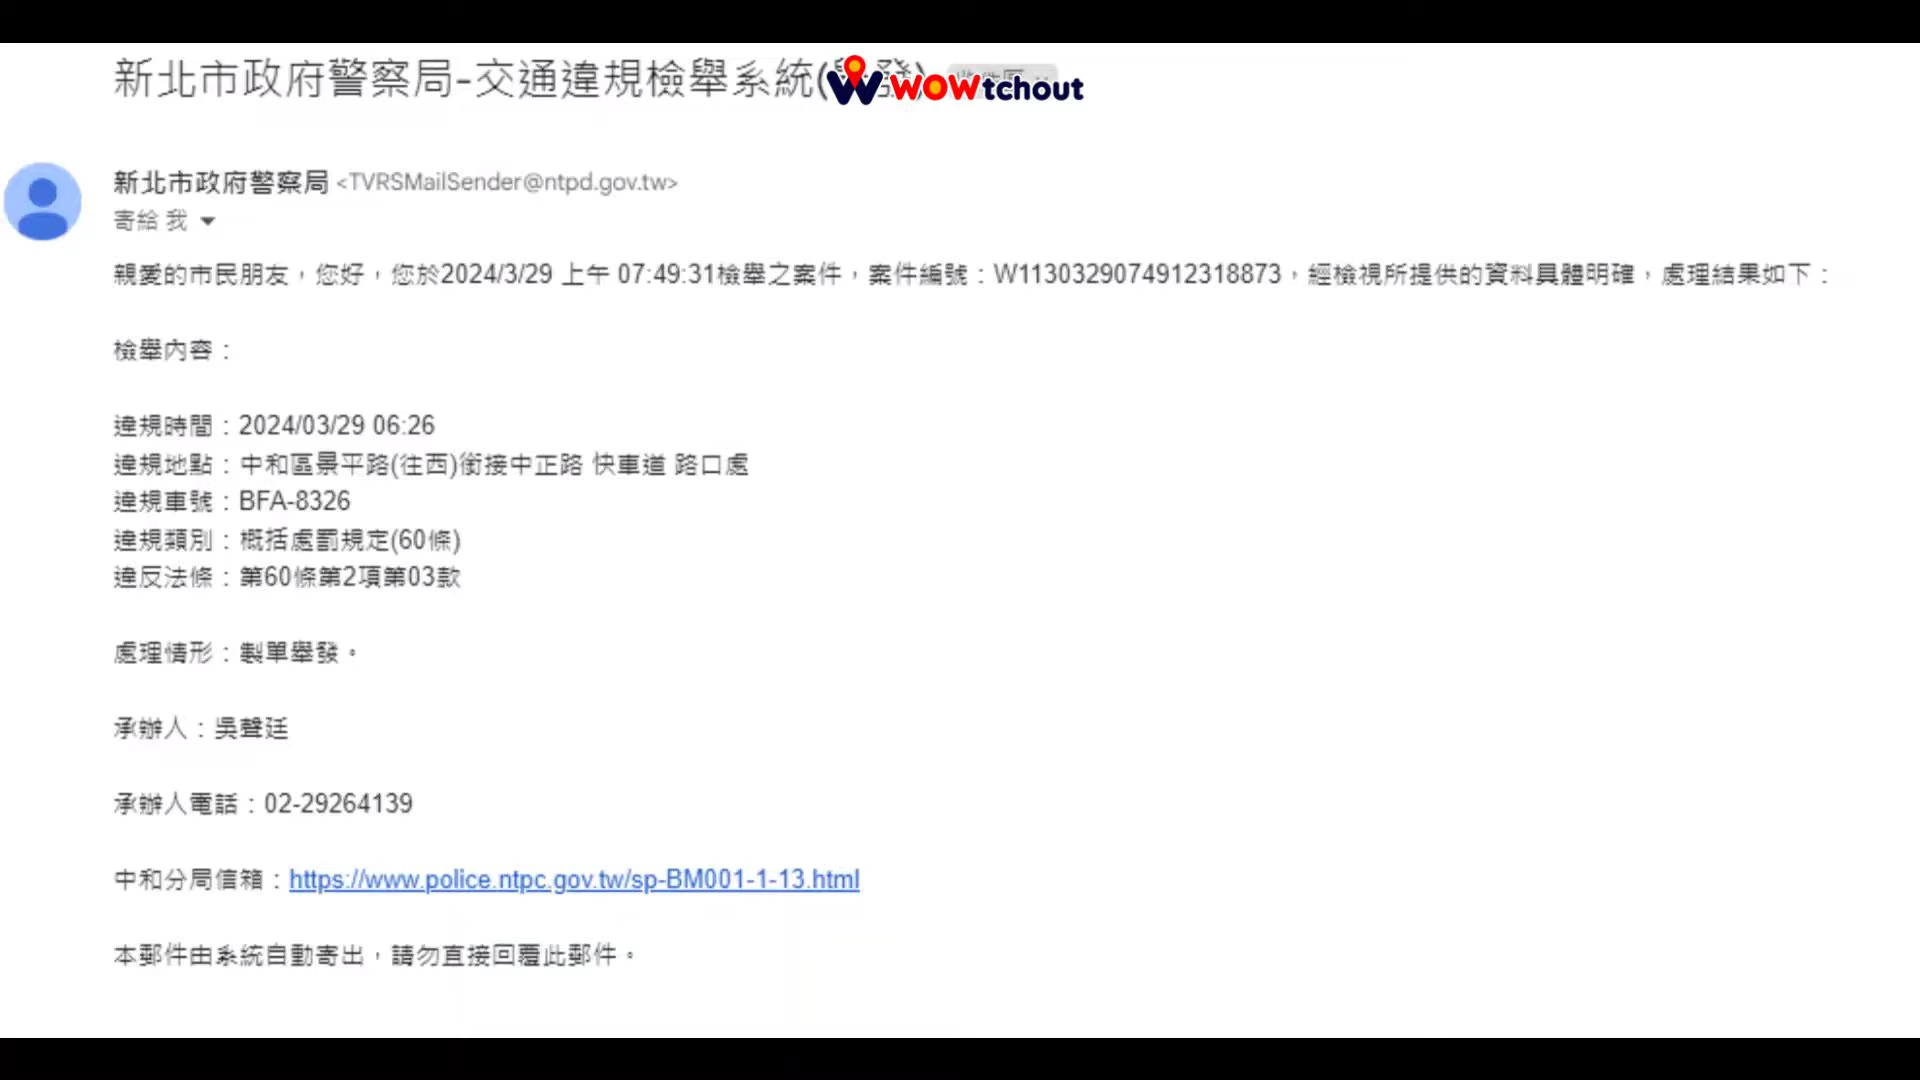 新北市政府警察局-交通違規檢舉系統(
WOWtchout
新北市政府警察局 <TVRSMailSender@ntpd.gov.tw>
寄給 我
親愛的市民朋友，您好，您於2024/3/29 上午 07:49:31檢舉之案件，案件編號：W1130329074912318873，經檢視所提供的資料具體明確，處理結果如下：
檢舉內容：
違規時間：2024/03/29 06:26
違規地點：中和區景平路(往西)銜接中正路 快車道 路口處
違規車號：BFA-8326
違規類別：概括處罰規定(60條)
違反法條：第60條第2項第03款
處理情形：製單舉發。
承辦人：吳聲廷
承辦人電話：02-29264139
中和分局信箱：https://www.police.ntpc.gov.tw/sp-BM001-1-13.html
本郵件由系統自動寄出，請勿直接回覆此郵件。